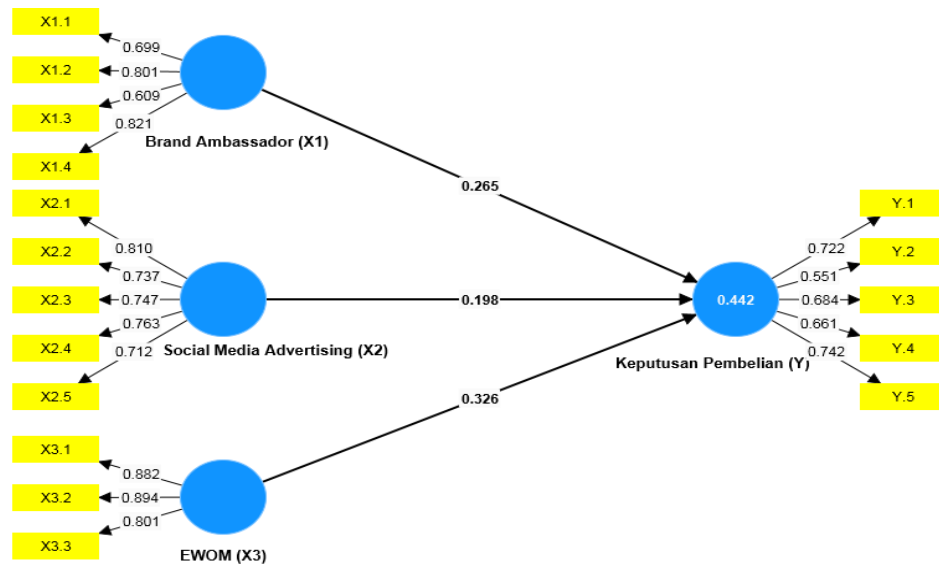 X1.1
0.699
X1.2
0.801
X1.3
0.609
0.821
X1.4
Brand Ambassador (X1)
0.265
X2.1
0.810
X2.2
0.737
X2.3
0.747
0.763
X2.4
0.712
X2.5
Social Media Advertising (X2)
0.198
X3.1
0.882
X3.2
0.894
0.801
X3.3
EWOM (X3)
0.326
0.442
Keputusan Pembelian (Y)
Y.1
0.722
Y.2
0.551
Y.3
0.684
0.661
Y.4
0.742
Y.5